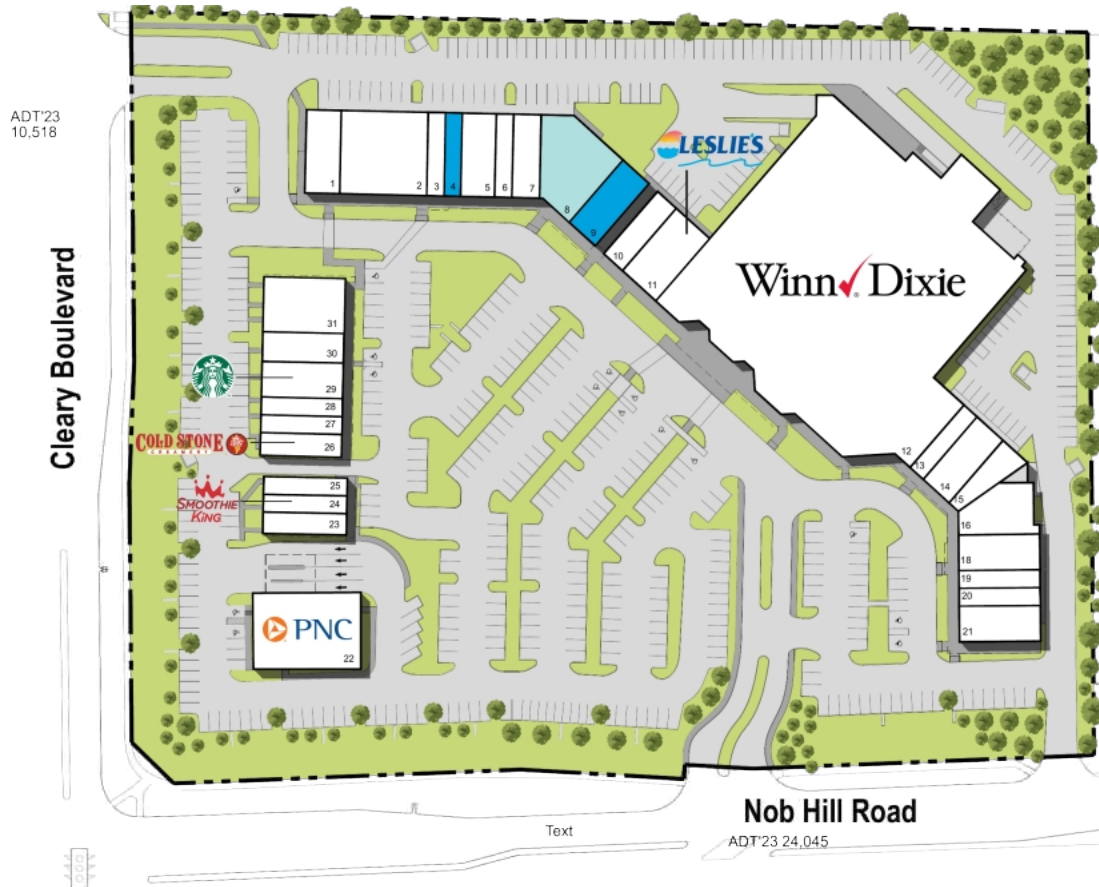 ADT'23
10,518
LESLIE'S
1
2
3
4
5
6
7
8
9
10
11
Winn Dixie
Cleary Boulevard
31
30
29
28
27
26
COLD STONE
CREAMERY
25
24
23
SMOOTHIE
KING
PNC
22
12
13
14
15
16
18
19
20
21
Nob Hill Road
Text
ADT'23 24,045